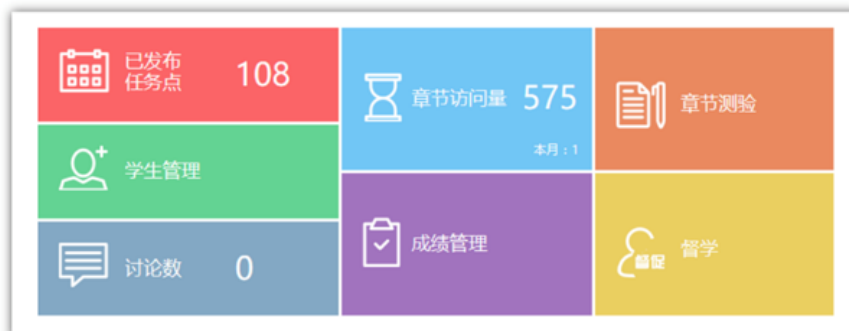 已发布
任务点
108
章节访问量
575
本月：1
章节测验
学生管理
讨论数
0
成绩管理
督促
督学